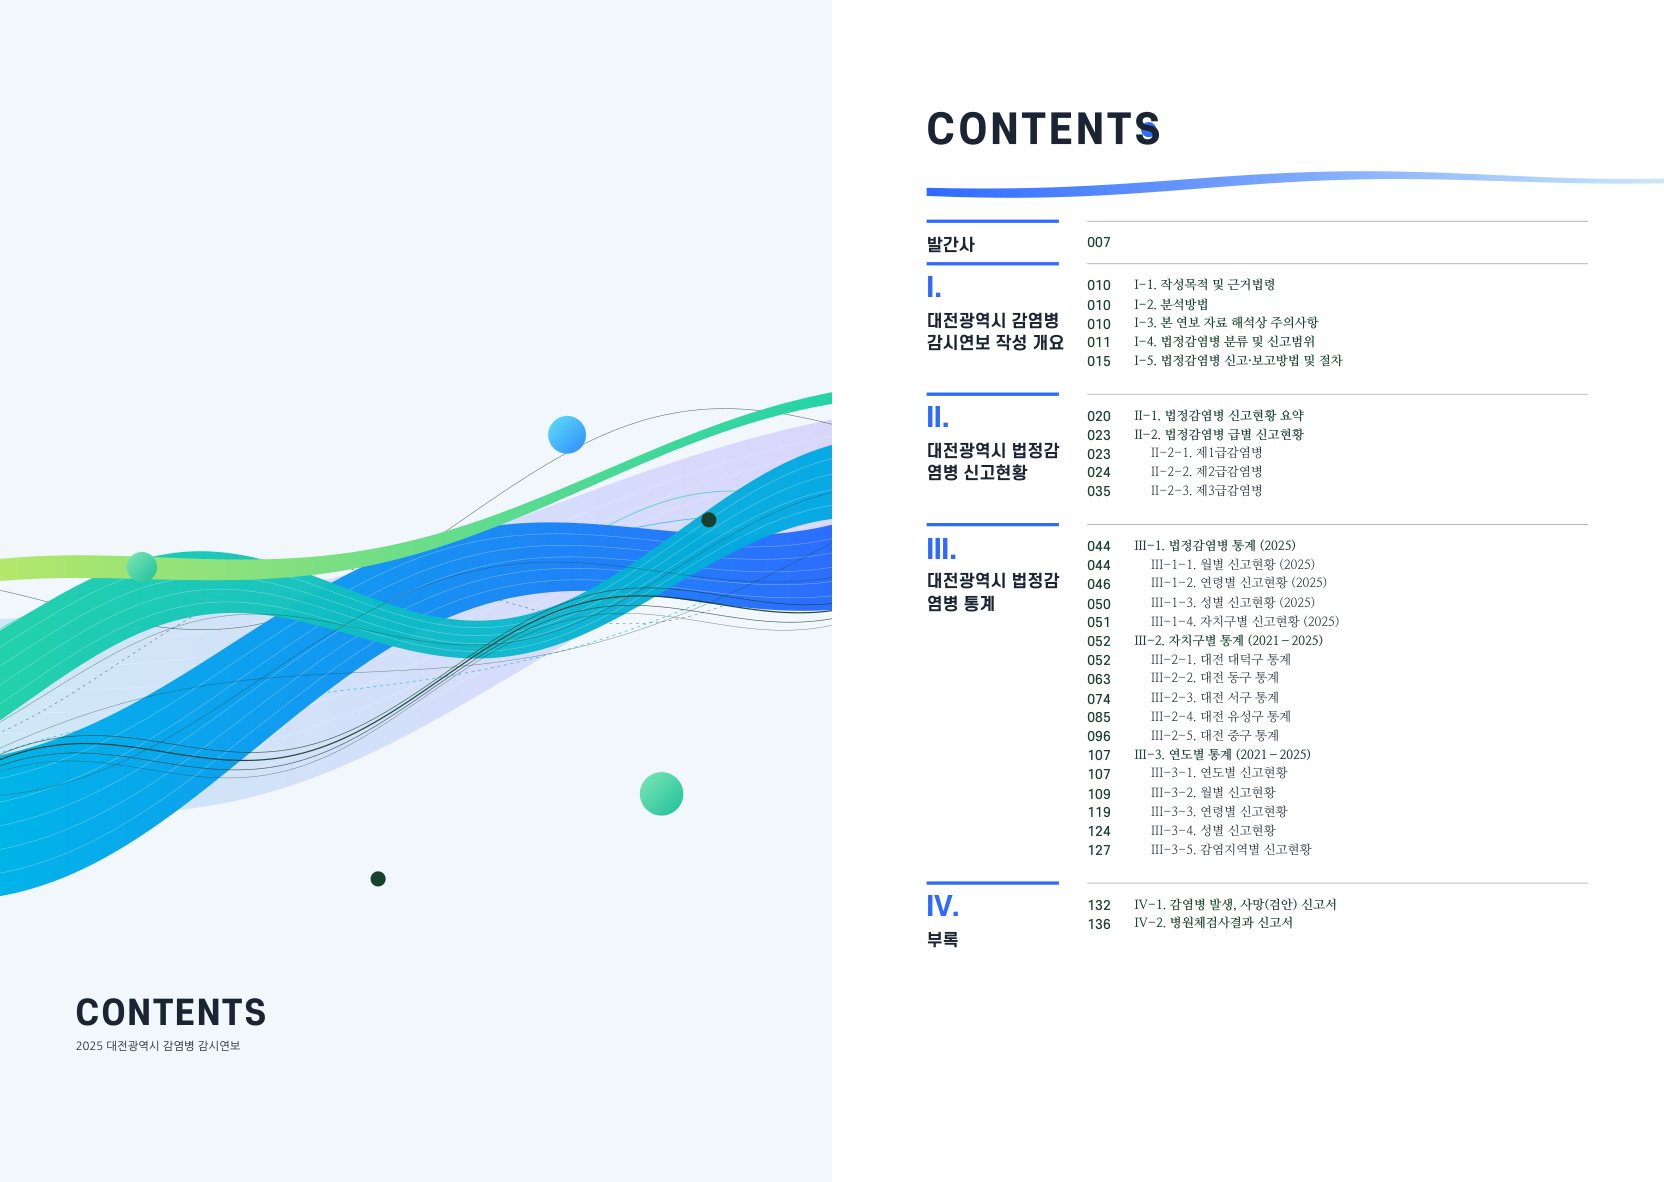 CONTENTS
2025 대전광역시 감염병 감시연보
CONTENTS
발간사
007
I.
대전광역시 감염병
감시연보 작성 개요
010 I-1. 작성목적 및 근거법령
010 I-2. 분석방법
010 I-3. 본 연보 자료 해석상 주의사항
011 I-4. 법정감염병 분류 및 신고범위
015 I-5. 법정감염병 신고·보고방법 및 절차
II.
대전광역시 법정감
염병 신고현황
020 II-1. 법정감염병 신고현황 요약
023 II-2. 법정감염병 급별 신고현황
023 II-2-1. 제1급감염병
024 II-2-2. 제2급감염병
035 II-2-3. 제3급감염병
III.
대전광역시 법정감
염병 통계
044 III-1. 법정감염병 통계 (2025)
044 III-1-1. 월별 신고현황 (2025)
046 III-1-2. 연령별 신고현황 (2025)
050 III-1-3. 성별 신고현황 (2025)
051 III-1-4. 자치구별 신고현황 (2025)
052 III-2. 자치구별 통계 (2021-2025)
052 III-2-1. 대전 대덕구 통계
063 III-2-2. 대전 동구 통계
074 III-2-3. 대전 서구 통계
085 III-2-4. 대전 유성구 통계
096 III-2-5. 대전 중구 통계
107 III-3. 연도별 통계 (2021-2025)
107 III-3-1. 연도별 신고현황
109 III-3-2. 월별 신고현황
119 III-3-3. 연령별 신고현황
124 III-3-4. 성별 신고현황
127 III-3-5. 감염지역별 신고현황
IV.
부록
132 IV-1. 감염병 발생, 사망(검안) 신고서
136 IV-2. 병원체검사결과 신고서